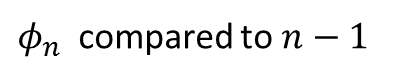 𝜙ₙ compared to 𝑛 − 1